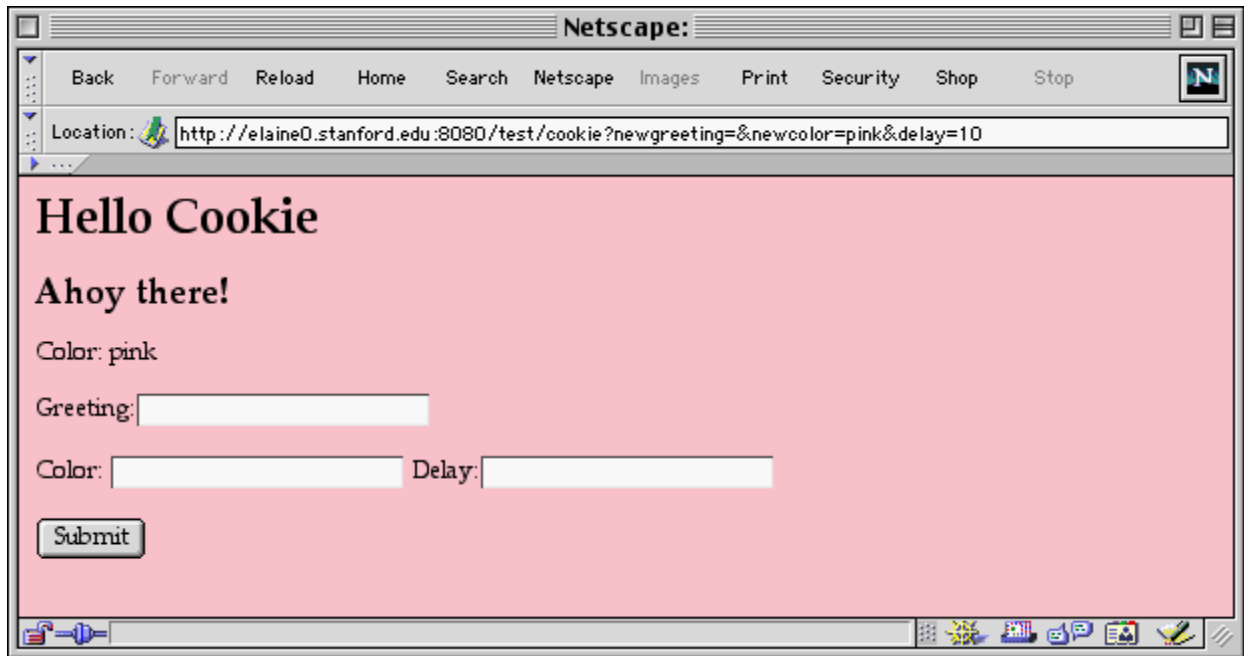 Netscape:
Back Forward Reload Home Search Netscape Images Print Security Shop Stop N
Location: http://elaine0.stanford.edu:8080/test/cookie?newgreeting=&newcolor=pink&delay=10
...
Hello Cookie
Ahoy there!
Color: pink
Greeting:
Color: Delay:
Submit